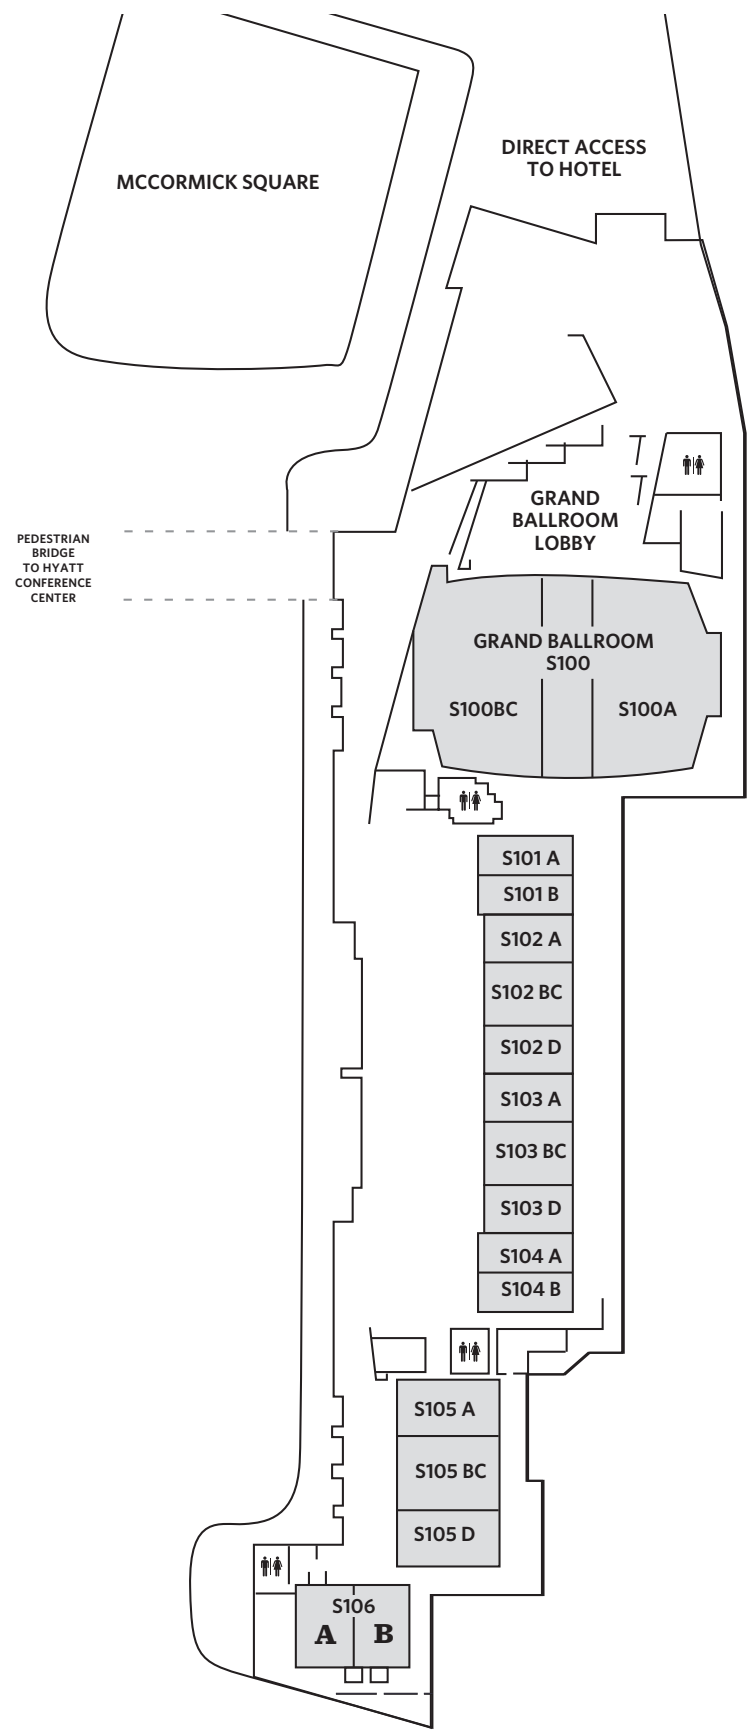 DIRECT ACCESS
TO HOTEL
MCCORMICK SQUARE
GRAND
BALLROOM
LOBBY
PEDESTRIAN
BRIDGE
TO HYATT
CONFERENCE
CENTER
GRAND BALLROOM
S100
S100BC
S100A
S101 A
S101 B
S102 A
S102 BC
S102 D
S103 A
S103 BC
S103 D
S104 A
S104 B
S105 A
S105 BC
S105 D
S106
A B